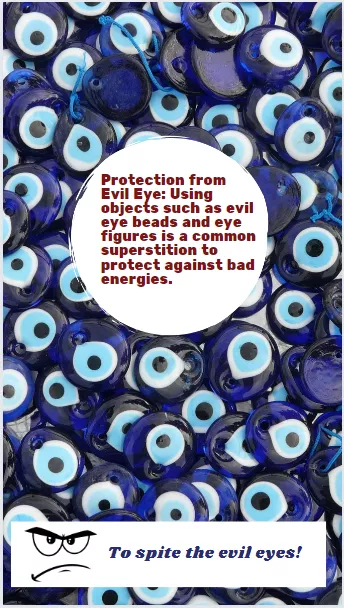 Protection from
Evil Eye: Using
objects such as evil
eye beads and eye
figures is a common
superstition to
protect against bad
energies.
To spite the evil eyes!